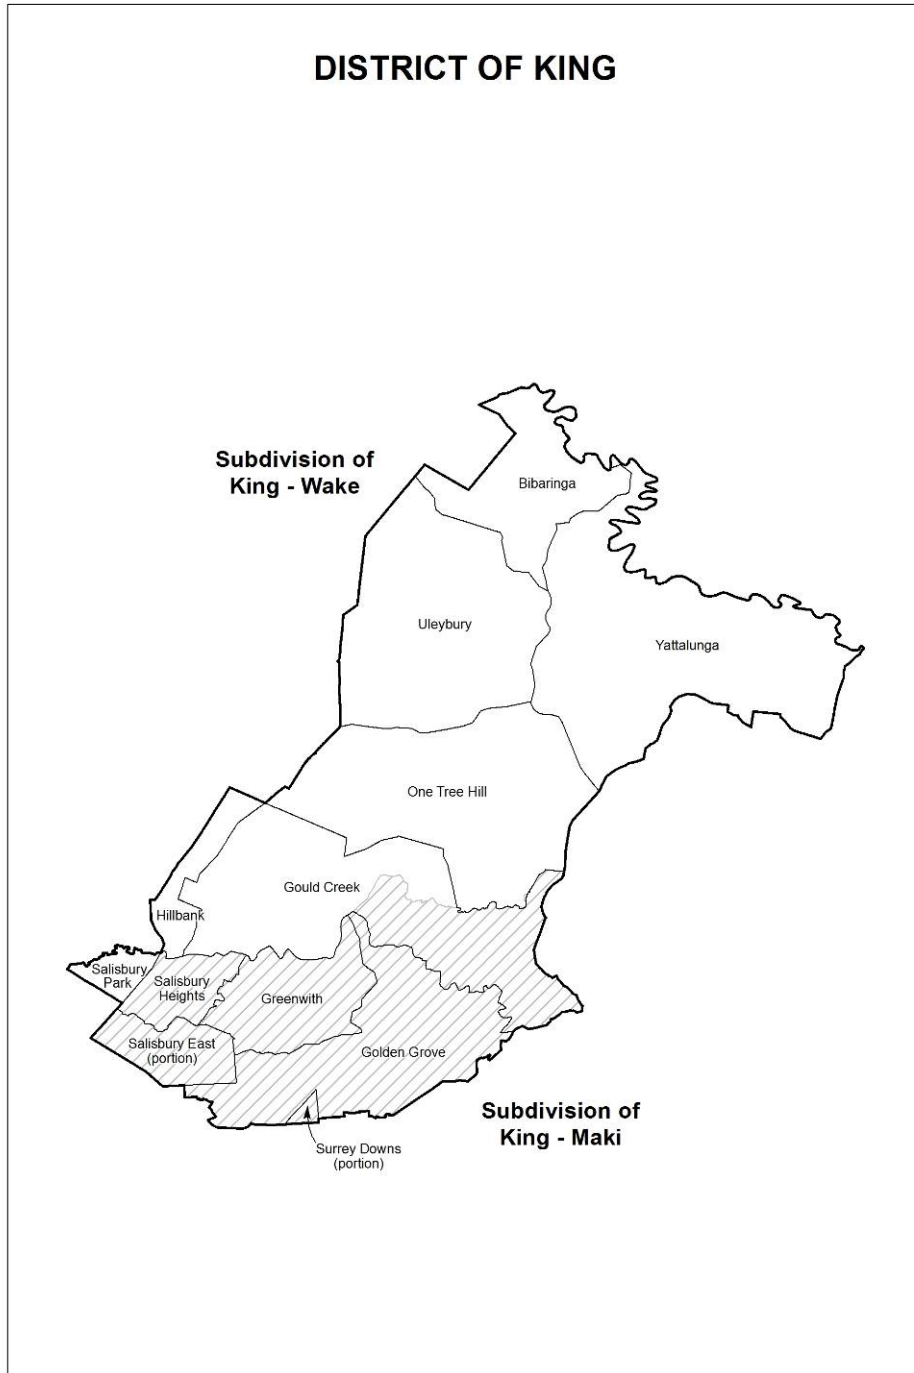 DISTRICT OF KING
Subdivision of
King - Wake
Bibaringa
Uleybury
Yattalunga
One Tree Hill
Gould Creek
Hillbank
Salisbury
Park
Salisbury
Heights
Greenwith
Salisbury East
(portion)
Golden Grove
Subdivision of
King - Maki
Surrey Downs
(portion)